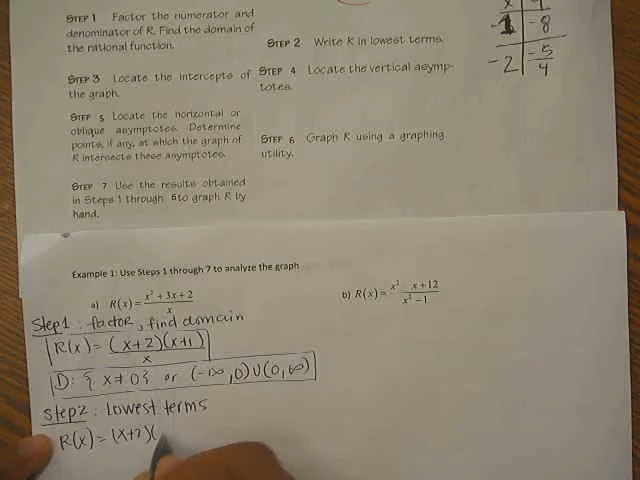 STEP 1 Factor the numerator and
denominator of R. Find the domain of
the rational function.
STEP 2 Write R in lowest terms.
STEP 3 Locate the intercepts of
the graph.
STEP 4 Locate the vertical asymp-
totes.
STEP 5 Locate the horizontal or
oblique asymptotes. Determine
points, if any, at which the graph of
R intersects these asymptotes.
STEP 6 Graph R using a graphing
utility.
STEP 7 Use the results obtained
in Steps 1 through 6 to graph R by
hand.
x
-1 | -8
-2 | -5/4
Example 1: Use Steps 1 through 7 to analyze the graph
a) R(x) = (x² + 3x + 2)/x
b) R(x) = (x² x + 12)/(x² − 1)
Step 1: factor, find domain
R(x) = (x+2)(x+1)/x
D: { x ≠ 0 } or (-∞, 0) U (0, ∞)
Step 2: Lowest terms
R(x) = (x+2)(